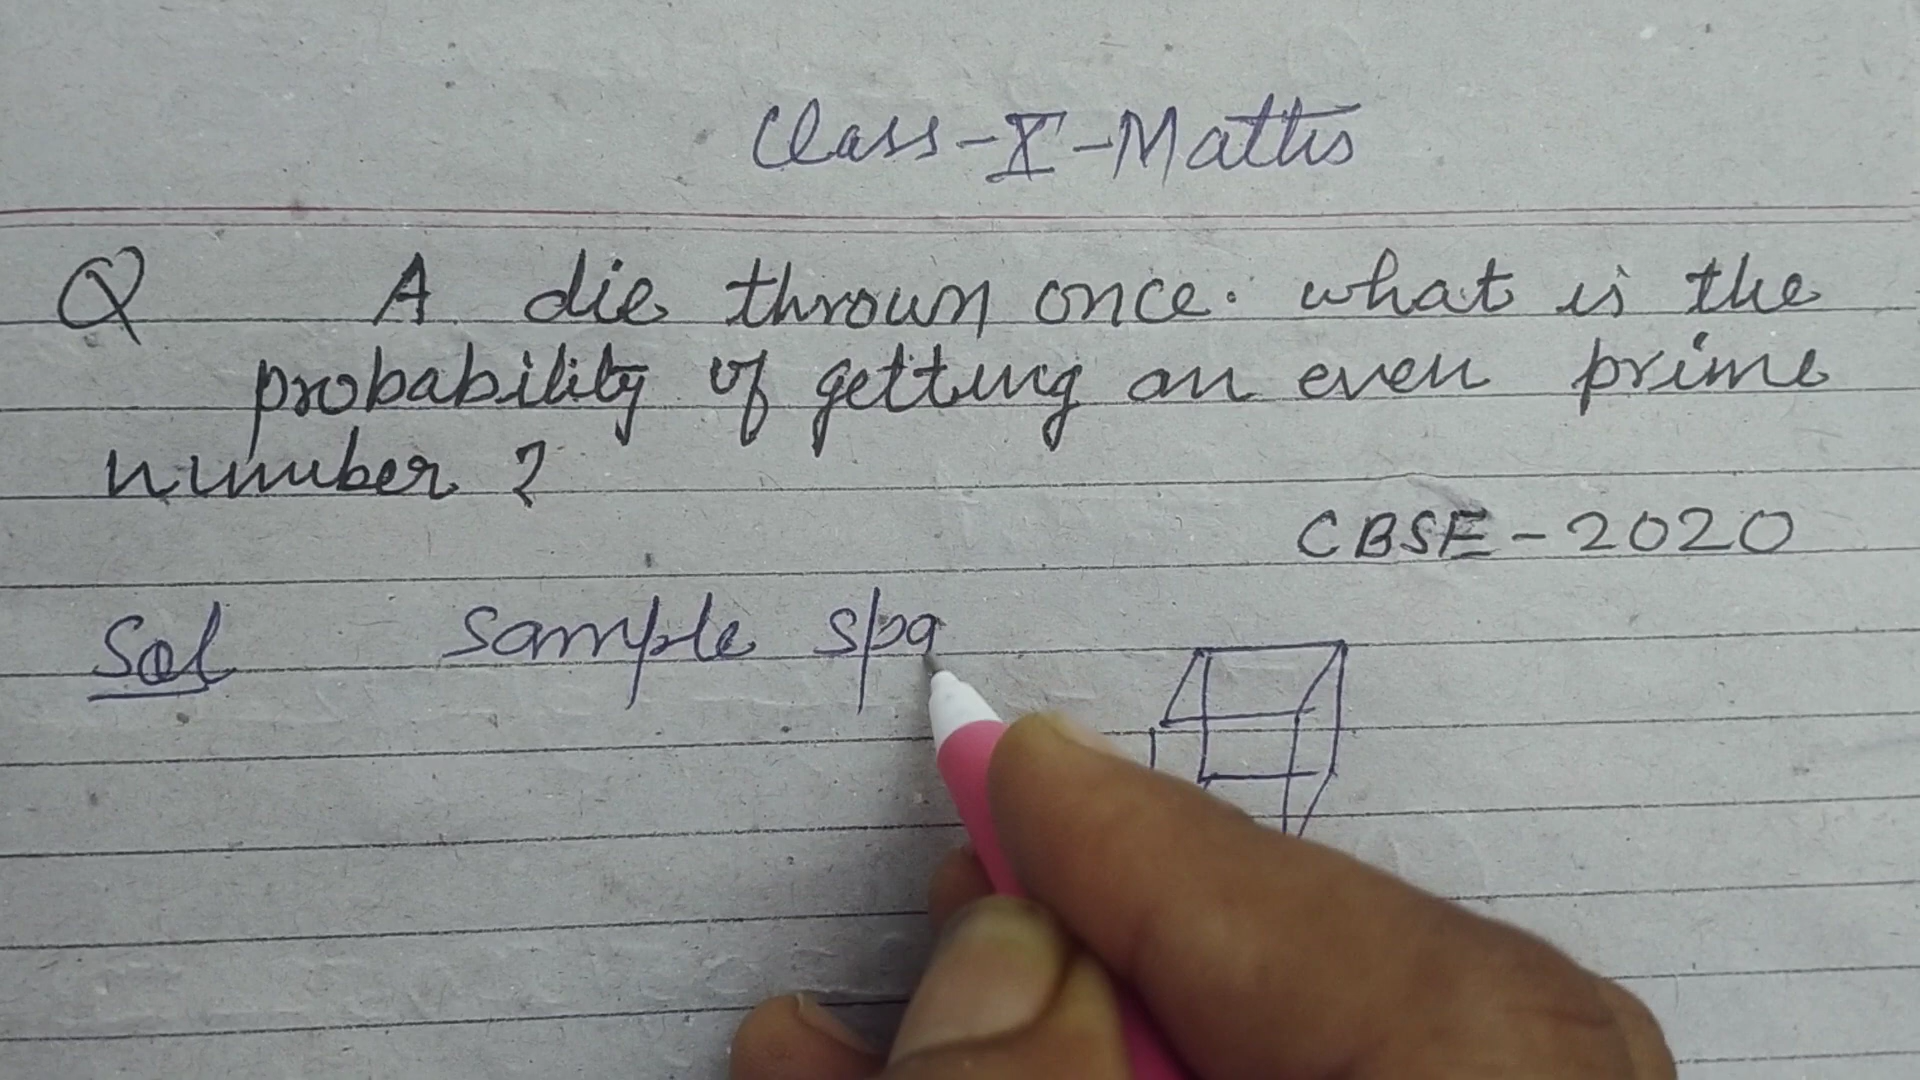 Class-X-Maths
Q A die thrown once. what is the
probability of getting an even prime
number ?
CBSE-2020
Sol Sample spa